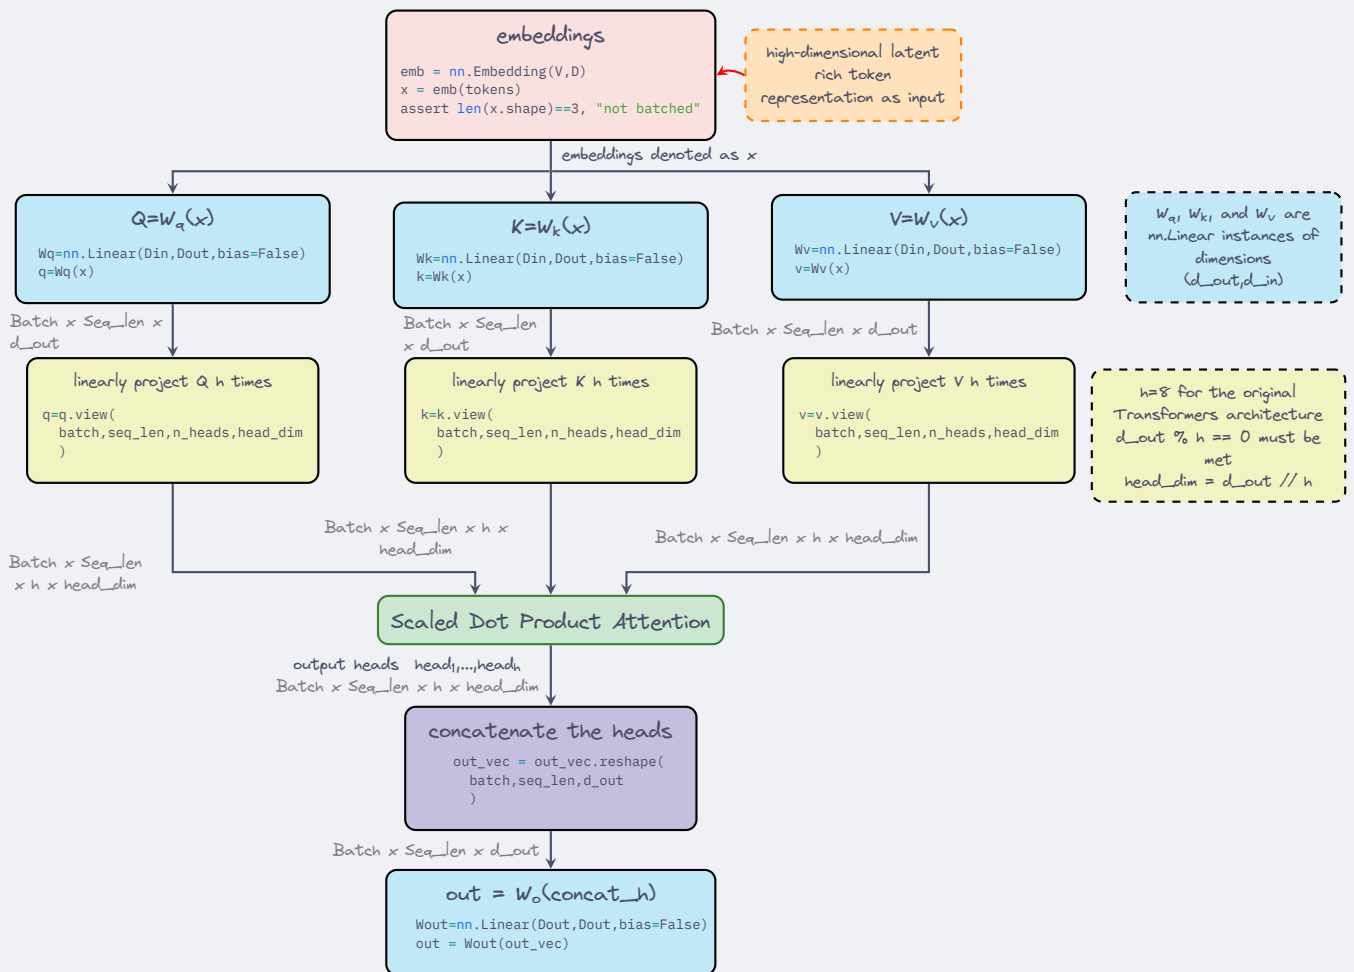 embeddings
emb = nn.Embedding(V,D)
x = emb(tokens)
assert len(x.shape)==3, "not batched"
high-dimensional latent
rich token
representation as input
embeddings denoted as x
Q=Wq(x)
Wq=nn.Linear(Din,Dout,bias=False)
q=Wq(x)
K=Wk(x)
Wk=nn.Linear(Din,Dout,bias=False)
k=Wk(x)
V=Wv(x)
Wv=nn.Linear(Din,Dout,bias=False)
v=Wv(x)
Wq, Wk, and Wv are
nn.Linear instances of
dimensions
(d_out,d_in)
Batch x Seq_len x
d_out
Batch x Seq_len
x d_out
Batch x Seq_len x d_out
linearly project Q h times
q=q.view(
batch,seq_len,n_heads,head_dim
)
linearly project K h times
k=k.view(
batch,seq_len,n_heads,head_dim
)
linearly project V h times
v=v.view(
batch,seq_len,n_heads,head_dim
)
h=8 for the original
Transformers architecture
d_out % h == 0 must be
met
head_dim = d_out // h
Batch x Seq_len
x h x head_dim
Batch x Seq_len x h x
head_dim
Batch x Seq_len x h x head_dim
Scaled Dot Product Attention
output heads head1,...,headh
Batch x Seq_len x h x head_dim
concatenate the heads
out_vec = out_vec.reshape(
batch,seq_len,d_out
)
Batch x Seq_len x d_out
out = Wo(concat_h)
Wout=nn.Linear(Dout,Dout,bias=False)
out = Wout(out_vec)